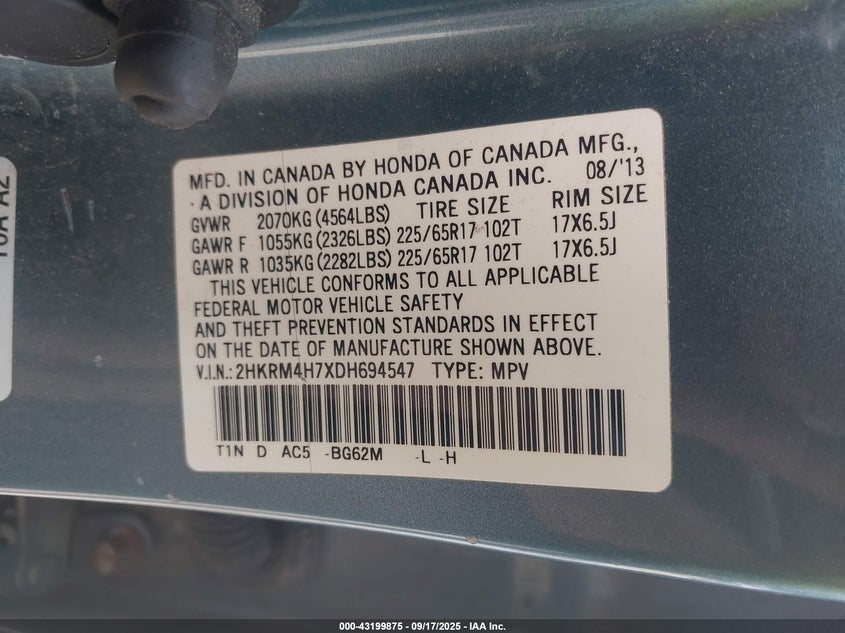 MFD. IN CANADA BY HONDA OF CANADA MFG.,
A DIVISION OF HONDA CANADA INC. 08/'13
GVWR 2070KG (4564LBS) TIRE SIZE RIM SIZE
GAWR F 1055KG (2326LBS) 225/65R17 102T 17X6.5J
GAWR R 1035KG (2282LBS) 225/65R17 102T 17X6.5J
THIS VEHICLE CONFORMS TO ALL APPLICABLE
FEDERAL MOTOR VEHICLE SAFETY
AND THEFT PREVENTION STANDARDS IN EFFECT
ON THE DATE OF MANUFACTURE SHOWN ABOVE.
V.I.N.: 2HKRM4H7XDH694547 TYPE: MPV
T1N D AC5 -BG62M -L -H
000-43199875 - 09/17/2025 - IAA Inc.